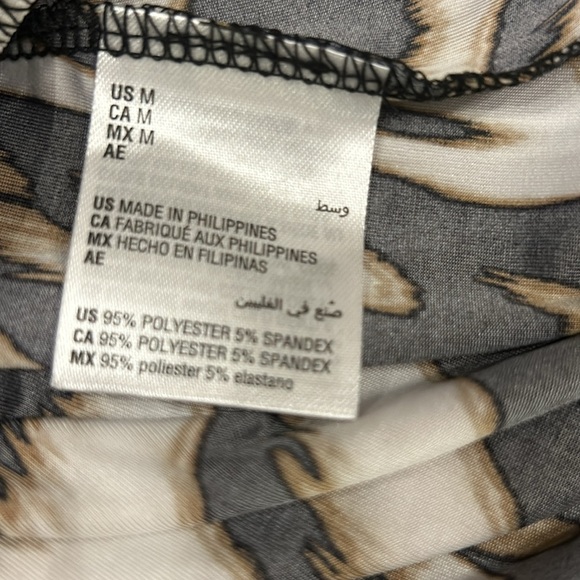 US M
CA M
MX M
AE
وسط
US MADE IN PHILIPPINES
CA FABRIQUÉ AUX PHILIPPINES
MX HECHO EN FILIPINAS
AE
صُنع في الفلبين
US 95% POLYESTER 5% SPANDEX
CA 95% POLYESTER 5% SPANDEX
MX 95% poliester 5% elastano